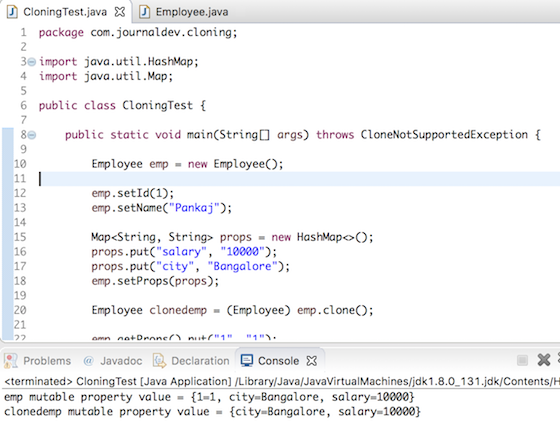 CloningTest.java Employee.java
1 package com.journaldev.cloning;
2
3 import java.util.HashMap;
4 import java.util.Map;
5
6 public class CloningTest {
7
8 public static void main(String[] args) throws CloneNotSupportedException {
9
10 Employee emp = new Employee();
11
12 emp.setId(1);
13 emp.setName("Pankaj");
14
15 Map<String, String> props = new HashMap<>();
16 props.put("salary", "10000");
17 props.put("city", "Bangalore");
18 emp.setProps(props);
19
20 Employee clonedemp = (Employee) emp.clone();
21
22 emp.getProps().put("1", "1");
Problems @ Javadoc Declaration Console
<terminated> CloningTest [Java Application] /Library/Java/JavaVirtualMachines/jdk1.8.0_131.jdk/Contents/H
emp mutable property value = {1=1, city=Bangalore, salary=10000}
clonedemp mutable property value = {city=Bangalore, salary=10000}